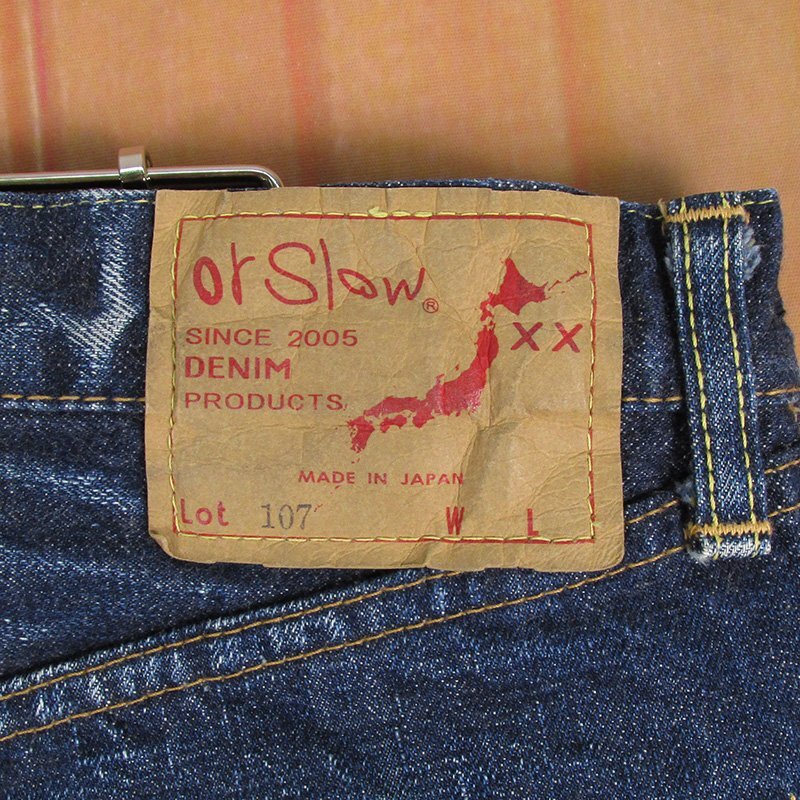 orslow®
SINCE 2005
XX
DENIM
PRODUCTS
MADE IN JAPAN
Lot 107 W L